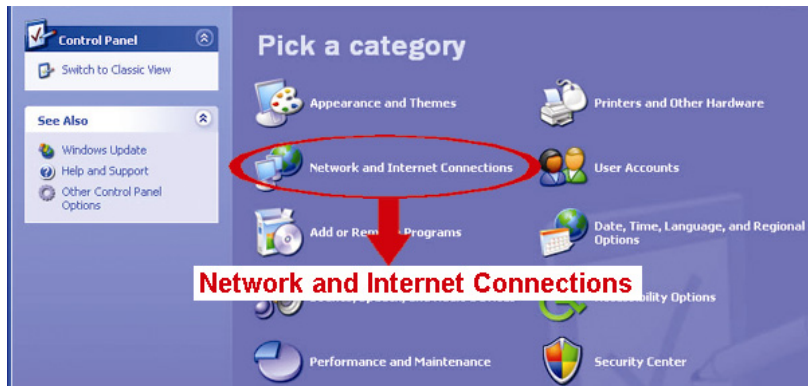 Control Panel
Switch to Classic View
See Also
Windows Update
Help and Support
Other Control Panel
Options
Pick a category
Appearance and Themes
Printers and Other Hardware
Network and Internet Connections
User Accounts
Add or Programs
Date, Time, Language, and Regional
Options
Network and Internet Connections
Options
Performance and Maintenance
Security Center